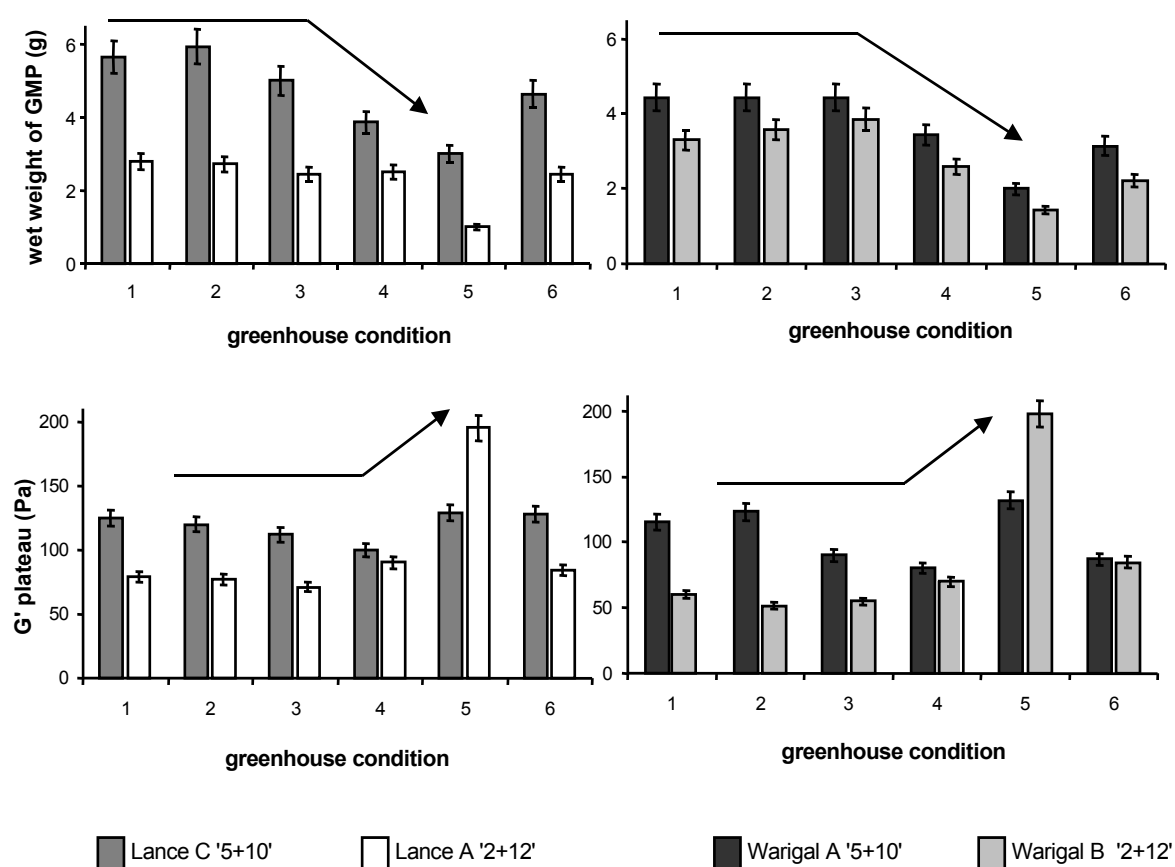 wet weight of GMP (g)
6
4
2
0
1 2 3 4 5 6
greenhouse condition
6
4
2
0
1 2 3 4 5 6
greenhouse condition
G' plateau (Pa)
200
150
100
50
0
1 2 3 4 5 6
greenhouse condition
200
150
100
50
0
1 2 3 4 5 6
greenhouse condition
Lance C '5+10' Lance A '2+12' Warigal A '5+10' Warigal B '2+12'